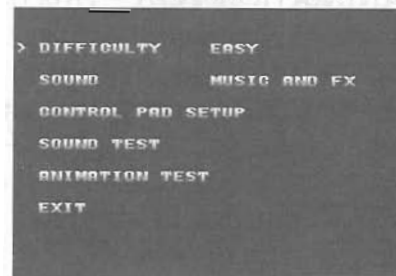 > DIFFICULTY EASY
SOUND MUSIC AND FX
CONTROL PAD SETUP
SOUND TEST
ANIMATION TEST
EXIT